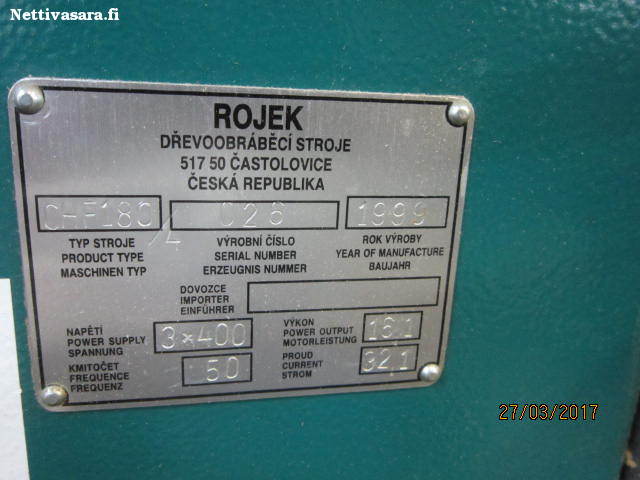 Nettivasara.fi
ROJEK
DŘEVOOBRÁBĚCÍ STROJE
517 50 ČASTOLOVICE
ČESKÁ REPUBLIKA
CHF180/4 026 1999
TYP STROJE VÝROBNÍ ČÍSLO ROK VÝROBY
PRODUCT TYPE SERIAL NUMBER YEAR OF MANUFACTURE
MASCHINEN TYP ERZEUGNIS NUMMER BAUJAHR
DOVOZCE
IMPORTER
EINFÜHRER
NAPĚTÍ
POWER SUPPLY 3×400
SPANNUNG
VÝKON
POWER OUTPUT 16,1
MOTORLEISTUNG
KMITOČET
FREQUENCE 50
FREQUENZ
PROUD
CURRENT 32,1
STROM
27/03/2017